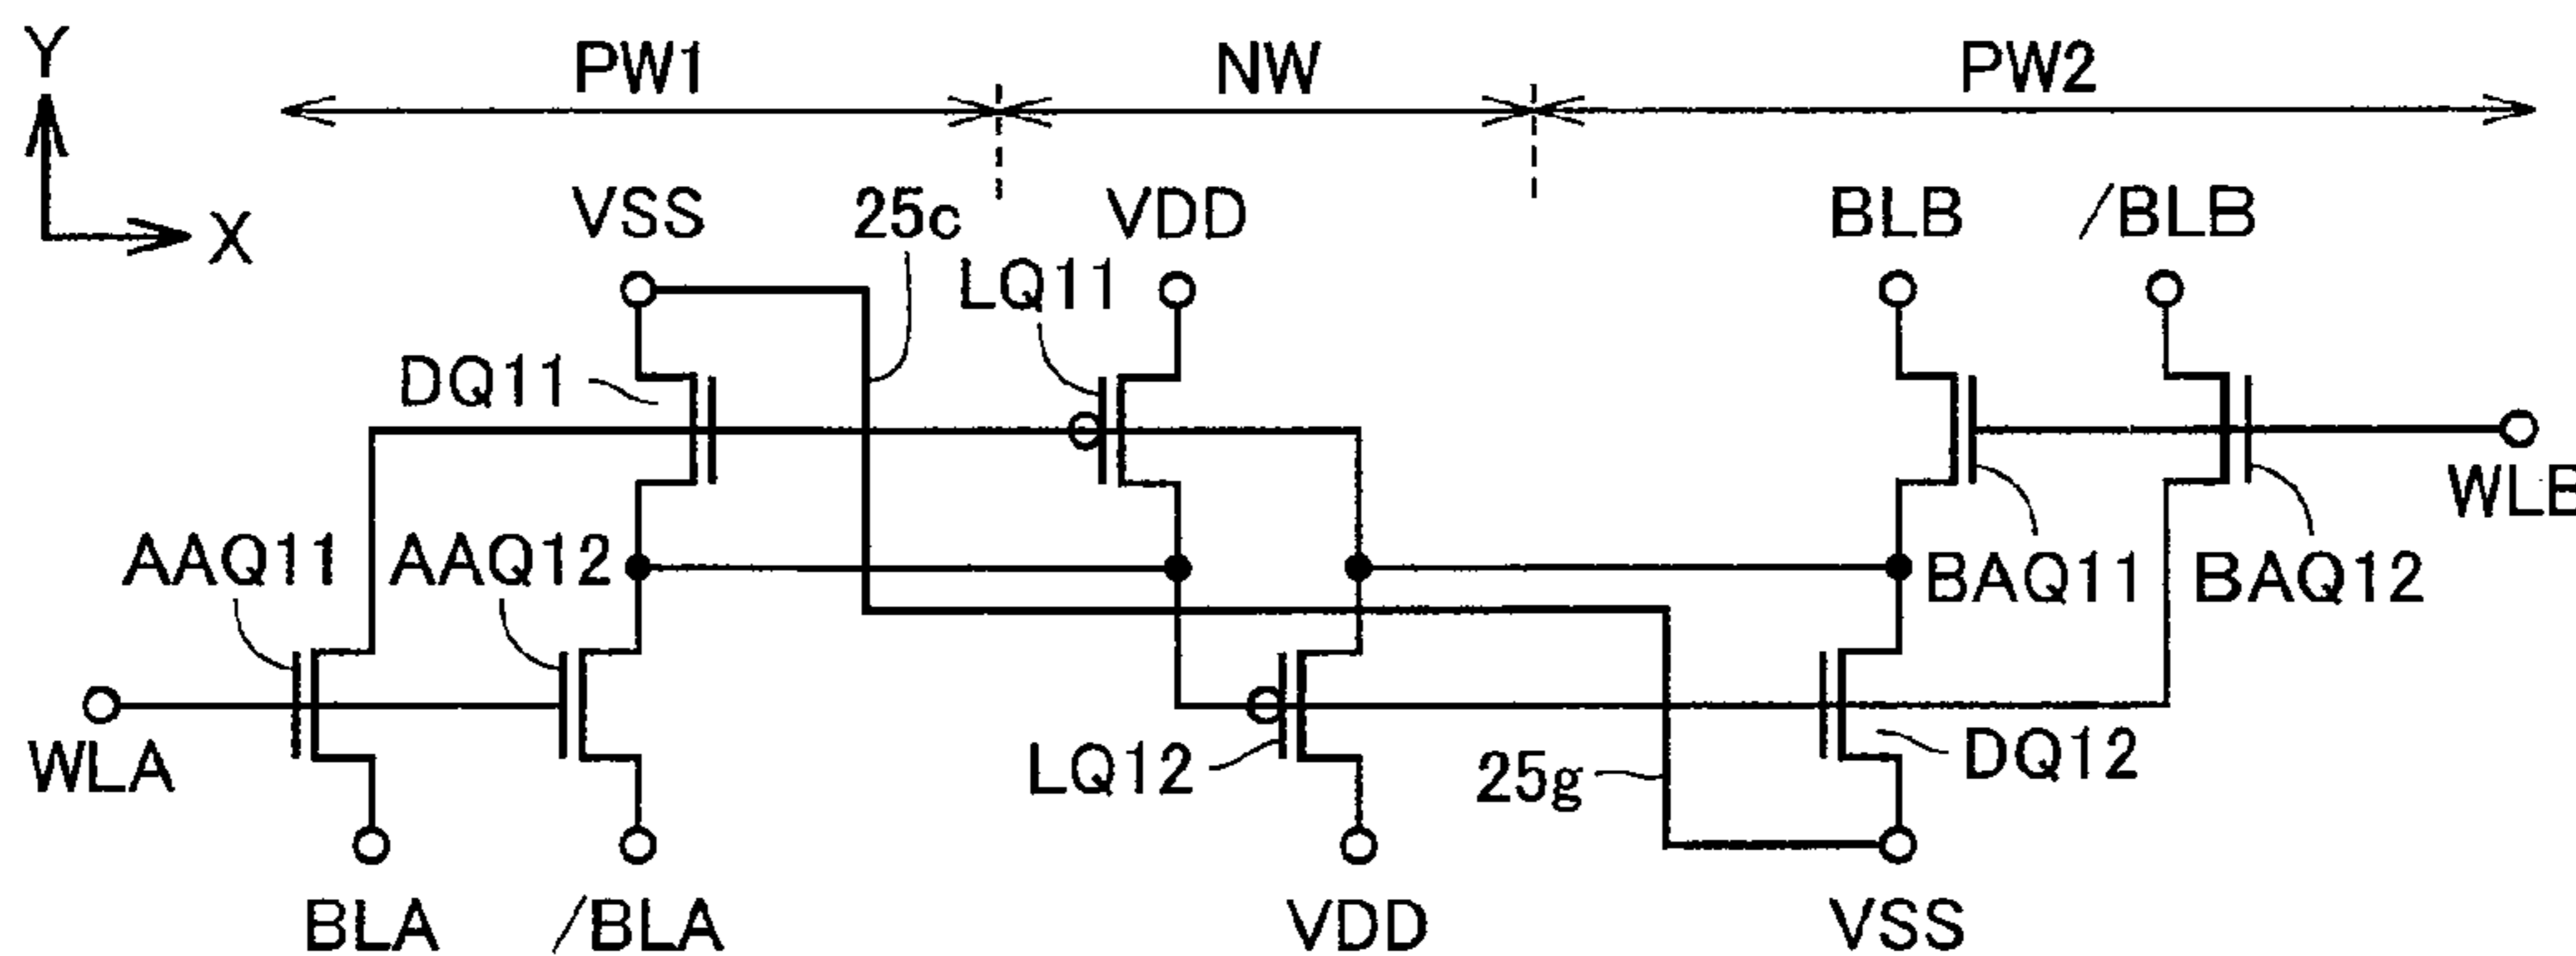 Y
PW1 NW PW2
X
VSS 25c VDD BLB /BLB
LQ11
DQ11
WLB
AAQ11 AAQ12 BAQ11 BAQ12
WLA LQ12 25g DQ12
BLA /BLA VDD VSS